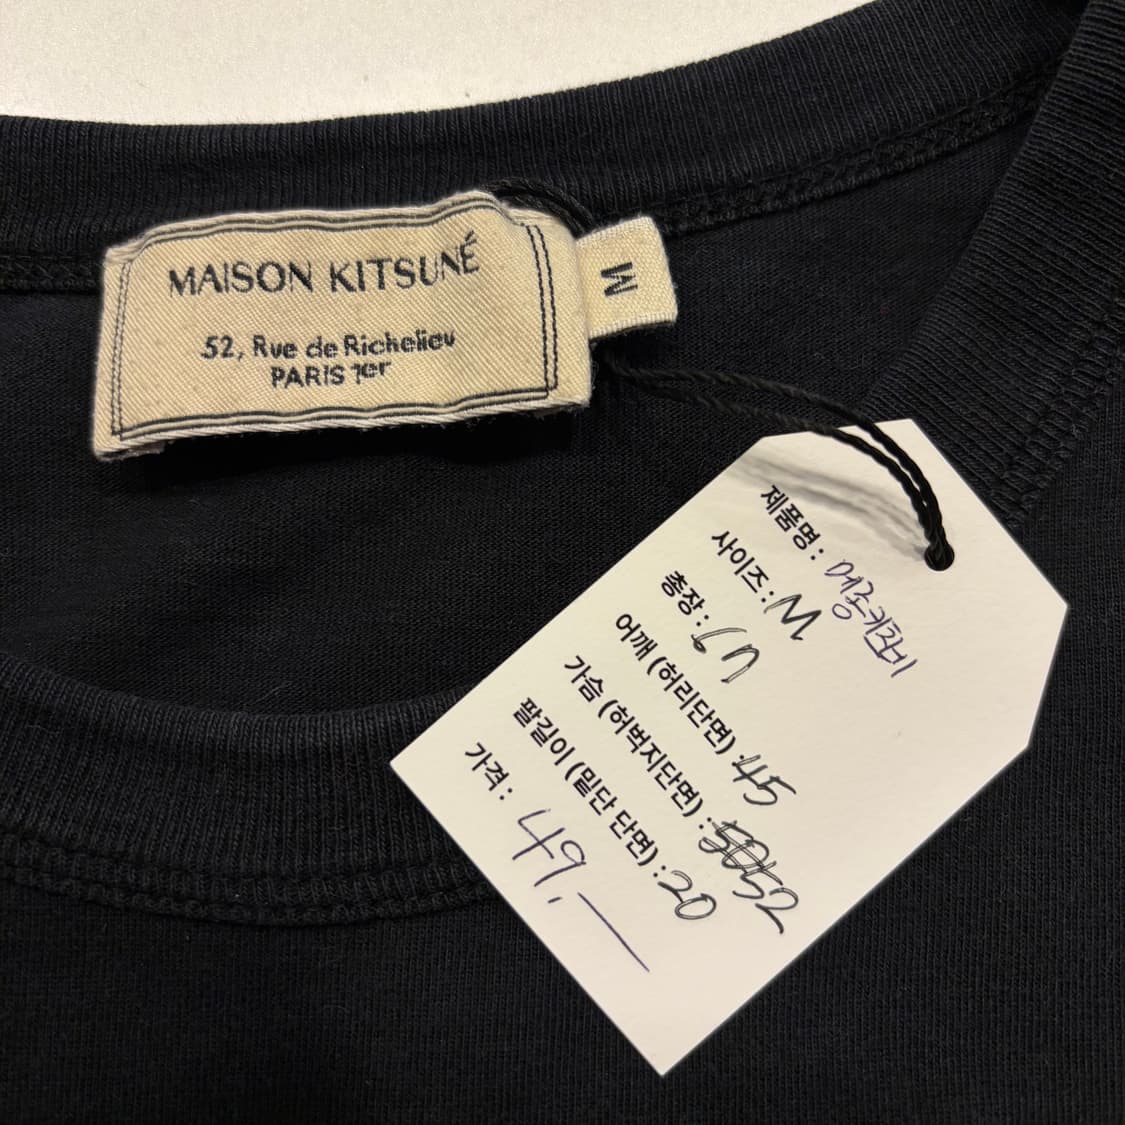 MAISON KITSUNÉ
52, Rue de Richelieu
PARIS 1er
M
제품명 : 메종키츠네
사이즈 : M
총장 : 67
어깨 (허리단면) : 45
가슴 (허벅지단면) : 52
팔길이 (밑단 단면) : 20
가격 : 49,-